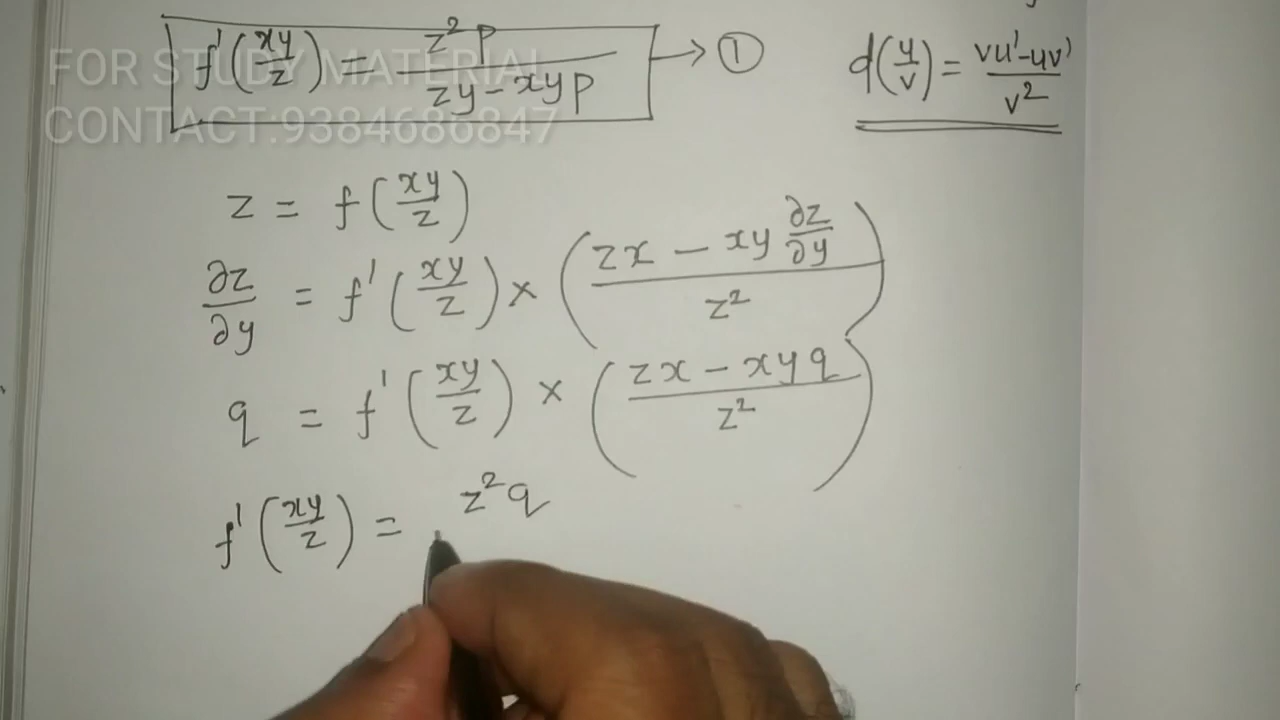 f'(xy/z) = z²p/(zy − xyp) → ①
d(y/v) = (vu' − uv')/v²
FOR STUDY MATERIAL
CONTACT:9384686847
z = f(xy/z)
∂z/∂y = f'(xy/z) × ((zx − xy ∂z/∂y)/z²)
q = f'(xy/z) × ((zx − xyq)/z²)
f'(xy/z) = z²q